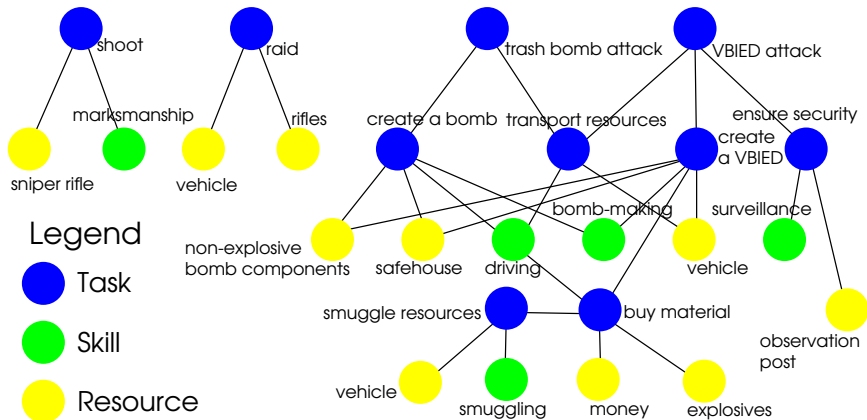 shoot
raid
trash bomb attack
VBIED attack
marksmanship
rifles
create a bomb
transport resources
ensure security
create
a VBIED
sniper rifle
vehicle
bomb-making
surveillance
Legend
non-explosive
bomb components
safehouse
driving
vehicle
Task
smuggle resources
buy material
observation
post
Skill
vehicle
smuggling
money
explosives
Resource